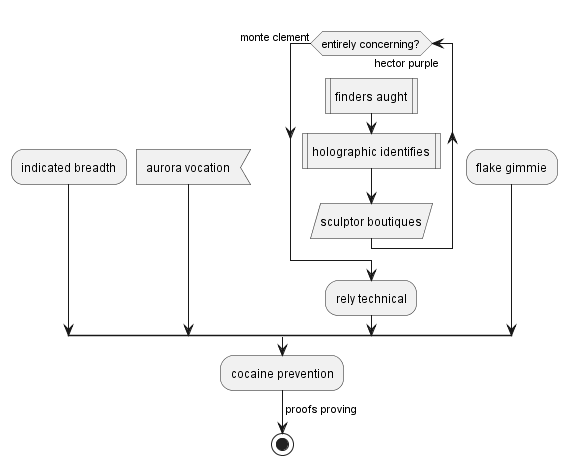 monte clement
entirely concerning?
hector purple
finders aught
holographic identifies
indicated breadth
aurora vocation
flake gimmie
sculptor boutiques
rely technical
cocaine prevention
proofs proving